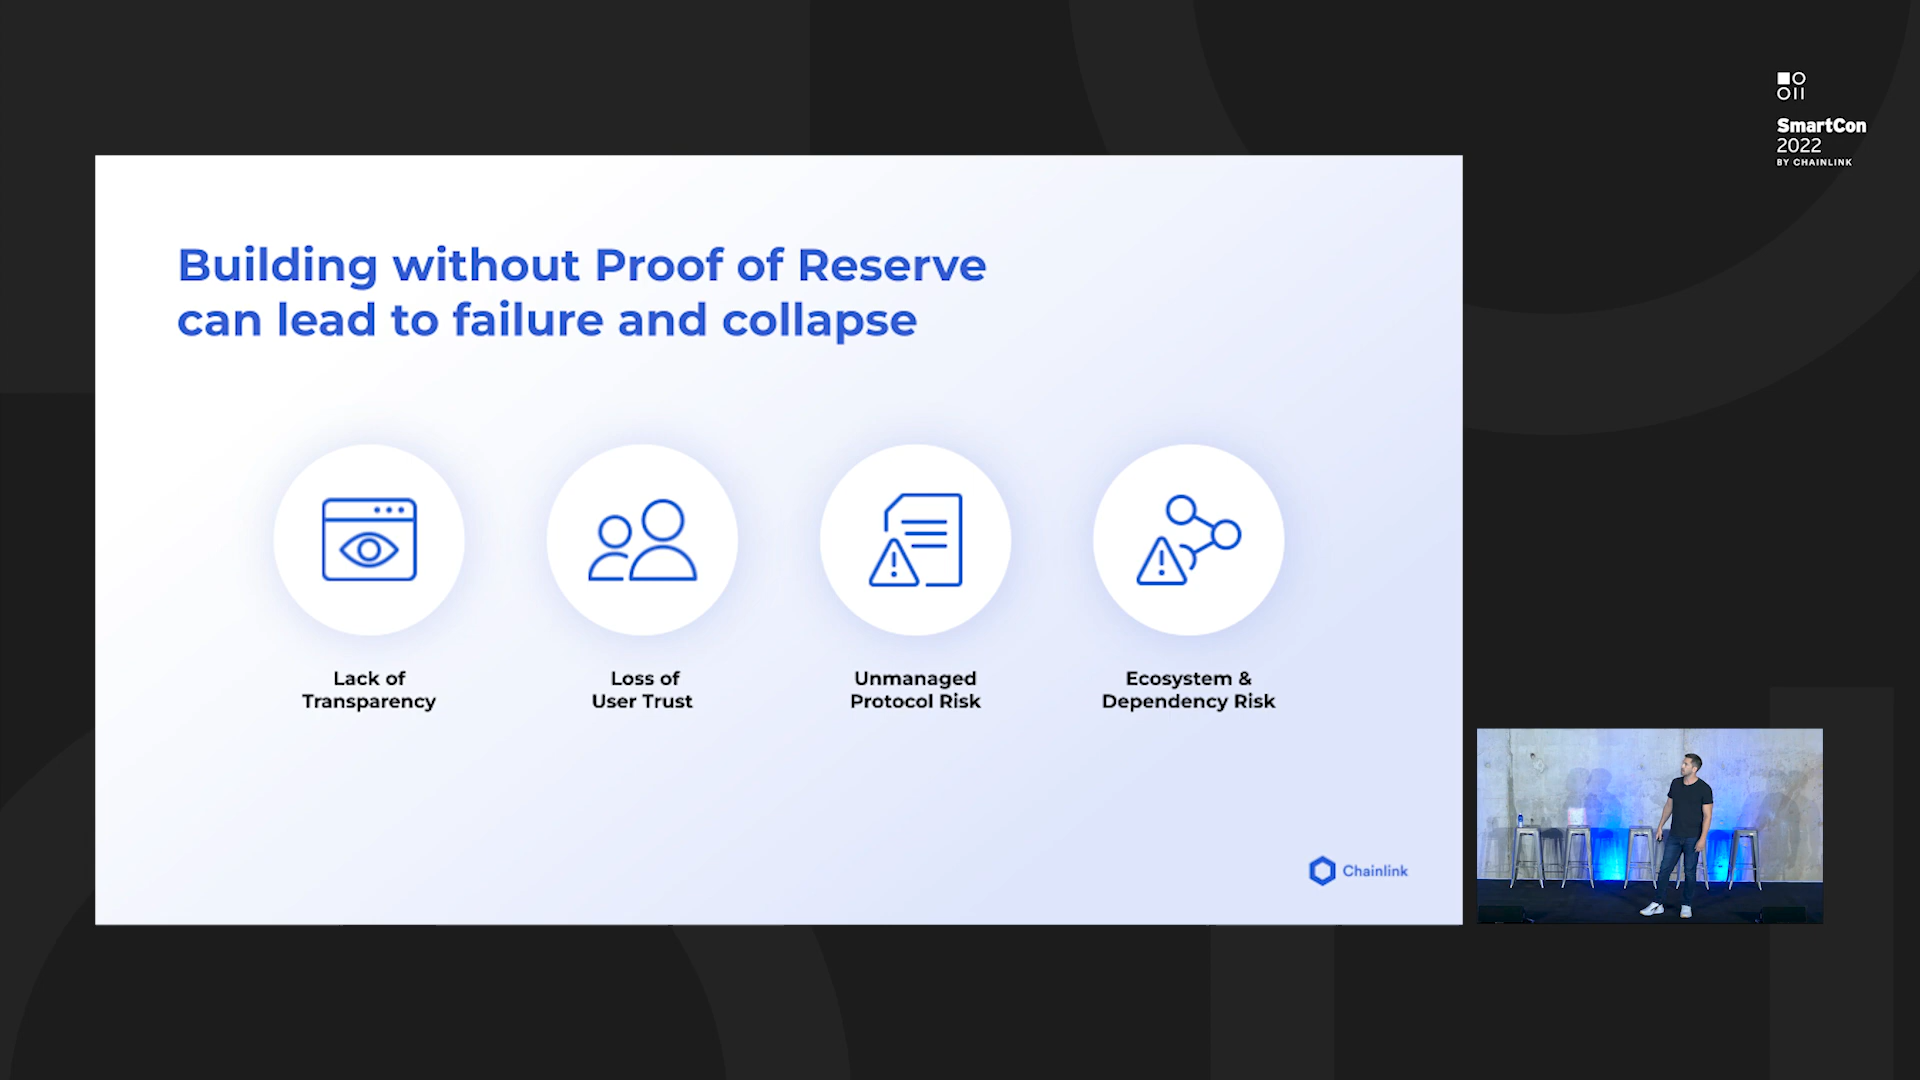 SmartCon
2022
BY CHAINLINK
Building without Proof of Reserve
can lead to failure and collapse
Lack of
Transparency
Loss of
User Trust
Unmanaged
Protocol Risk
Ecosystem &
Dependency Risk
Chainlink